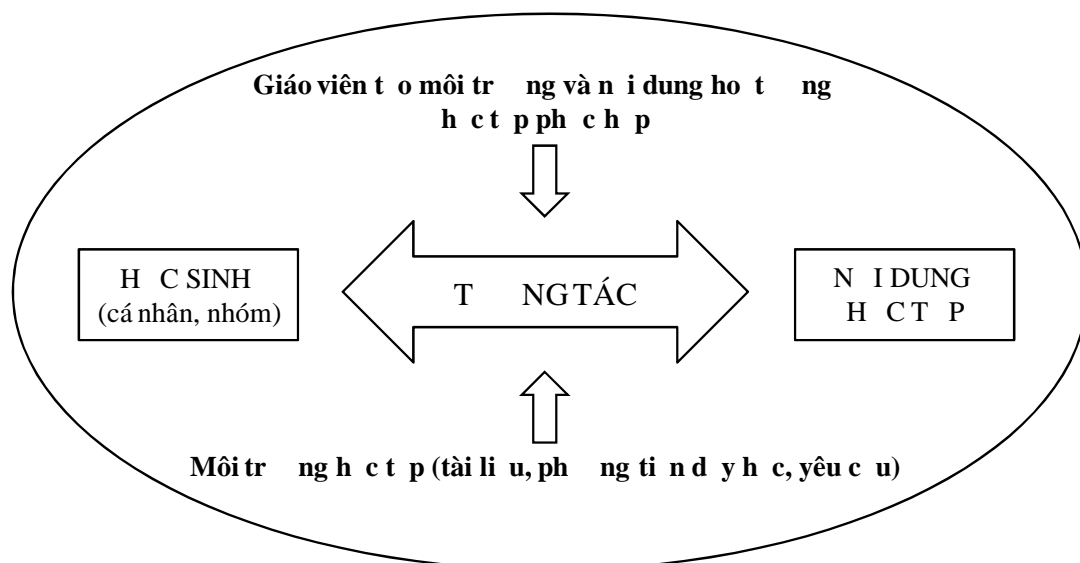 Giáo viên t o môi tr ng và n i dung ho t ng
h c t p ph c h p
H C SINH
(cá nhân, nhóm)
T NG TÁC
N I DUNG
H C T P
Môi tr ng h c t p (tài li u, ph ng ti n d y h c, yêu c u)